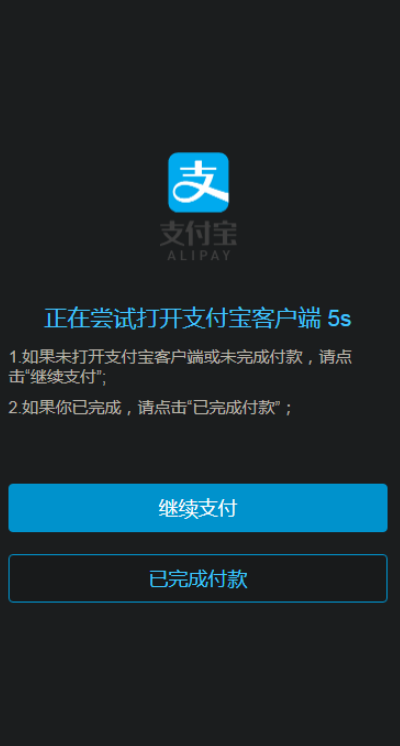 支
支付宝
ALIPAY
正在尝试打开支付宝客户端 5s
1.如果未打开支付宝客户端或未完成付款，请点
击“继续支付”;
2.如果你已完成，请点击“已完成付款”；
继续支付
已完成付款